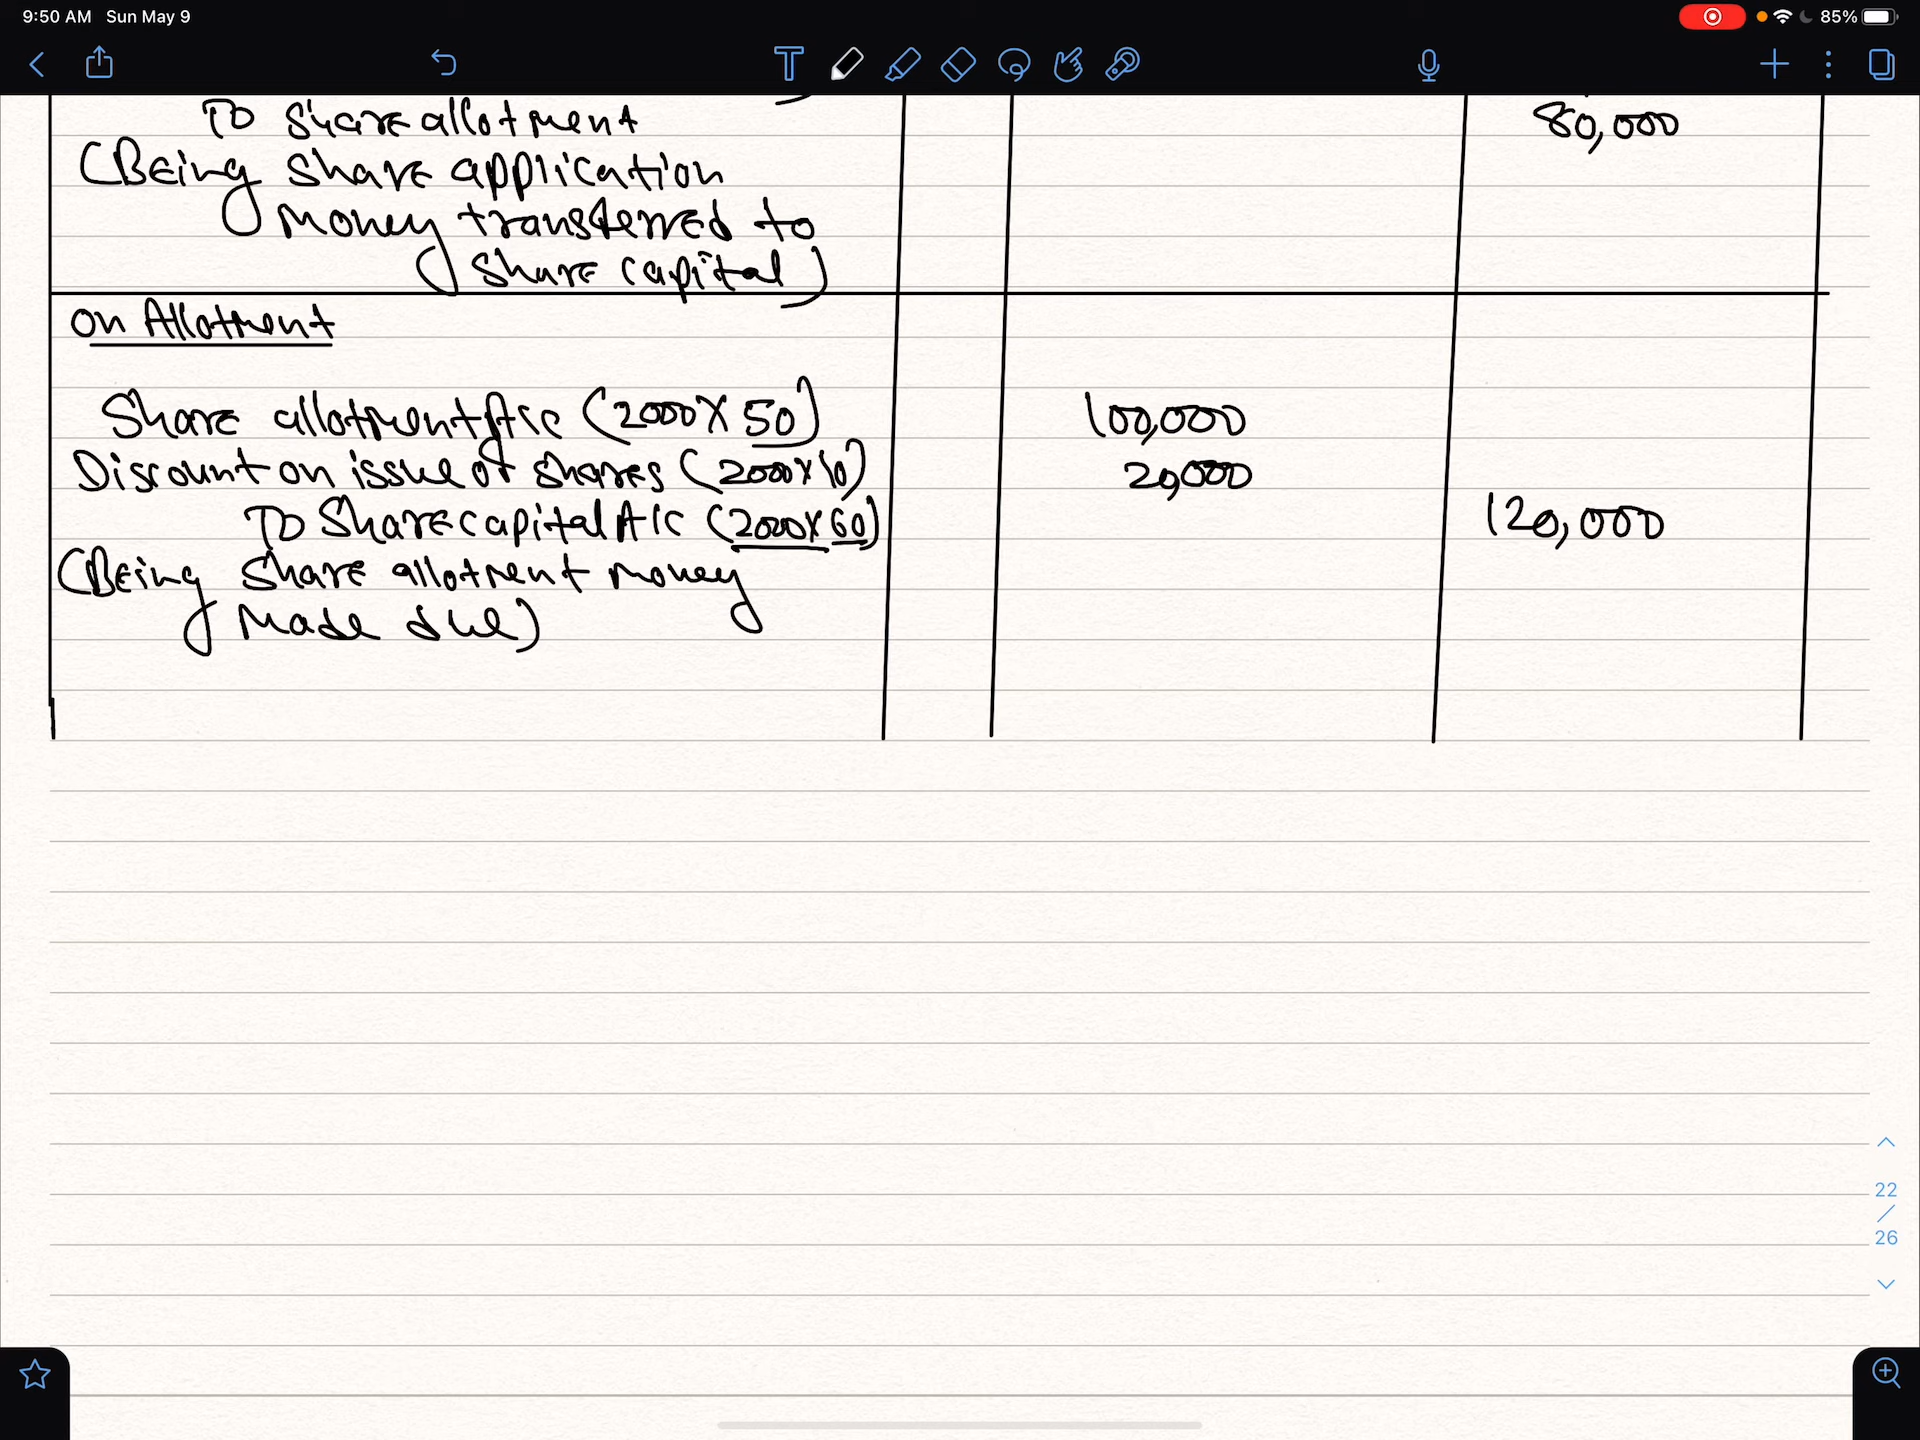 9:50 AM Sun May 9
85%
To Share allotment 80,000
(Being share application
money transferred to
share capital)
On Allotment
Share allotment A/c (2000 X 50) 100,000
Discount on issue of shares (2000 X 10) 20,000
To Share capital A/c (2000 X 60) 120,000
(Being share allotment money
made due)
22
/
26